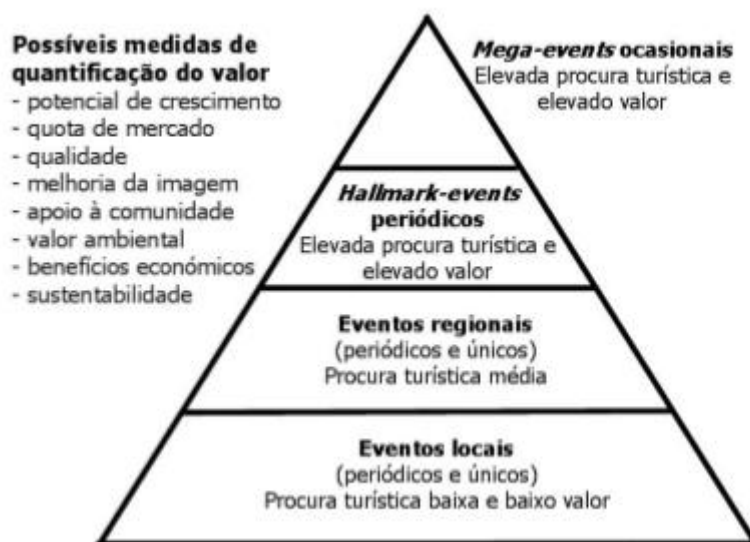 Possíveis medidas de
quantificação do valor
- potencial de crescimento
- quota de mercado
- qualidade
- melhoria da imagem
- apoio à comunidade
- valor ambiental
- benefícios económicos
- sustentabilidade
Mega-events ocasionais
Elevada procura turística e
elevado valor
Hallmark-events
periódicos
Elevada procura turística e
elevado valor
Eventos regionais
(periódicos e únicos)
Procura turística média
Eventos locais
(periódicos e únicos)
Procura turística baixa e baixo valor